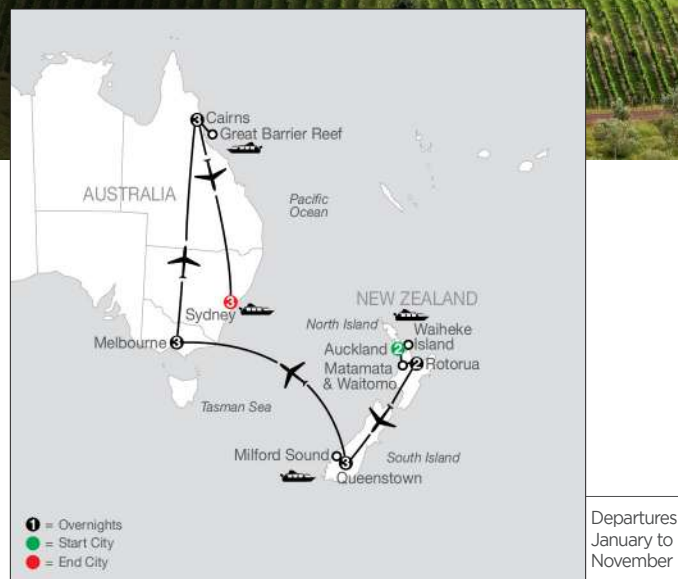 3 Cairns
Great Barrier Reef
AUSTRALIA
Pacific
Ocean
3
Sydney
NEW ZEALAND
North Island
Waiheke
Island
Melbourne 3
Auckland 2
Matamata
& Waitomo
2 Rotorua
Tasman Sea
Milford Sound
South Island
3
Queenstown
1 = Overnights
= Start City
= End City
Departures
January to
November